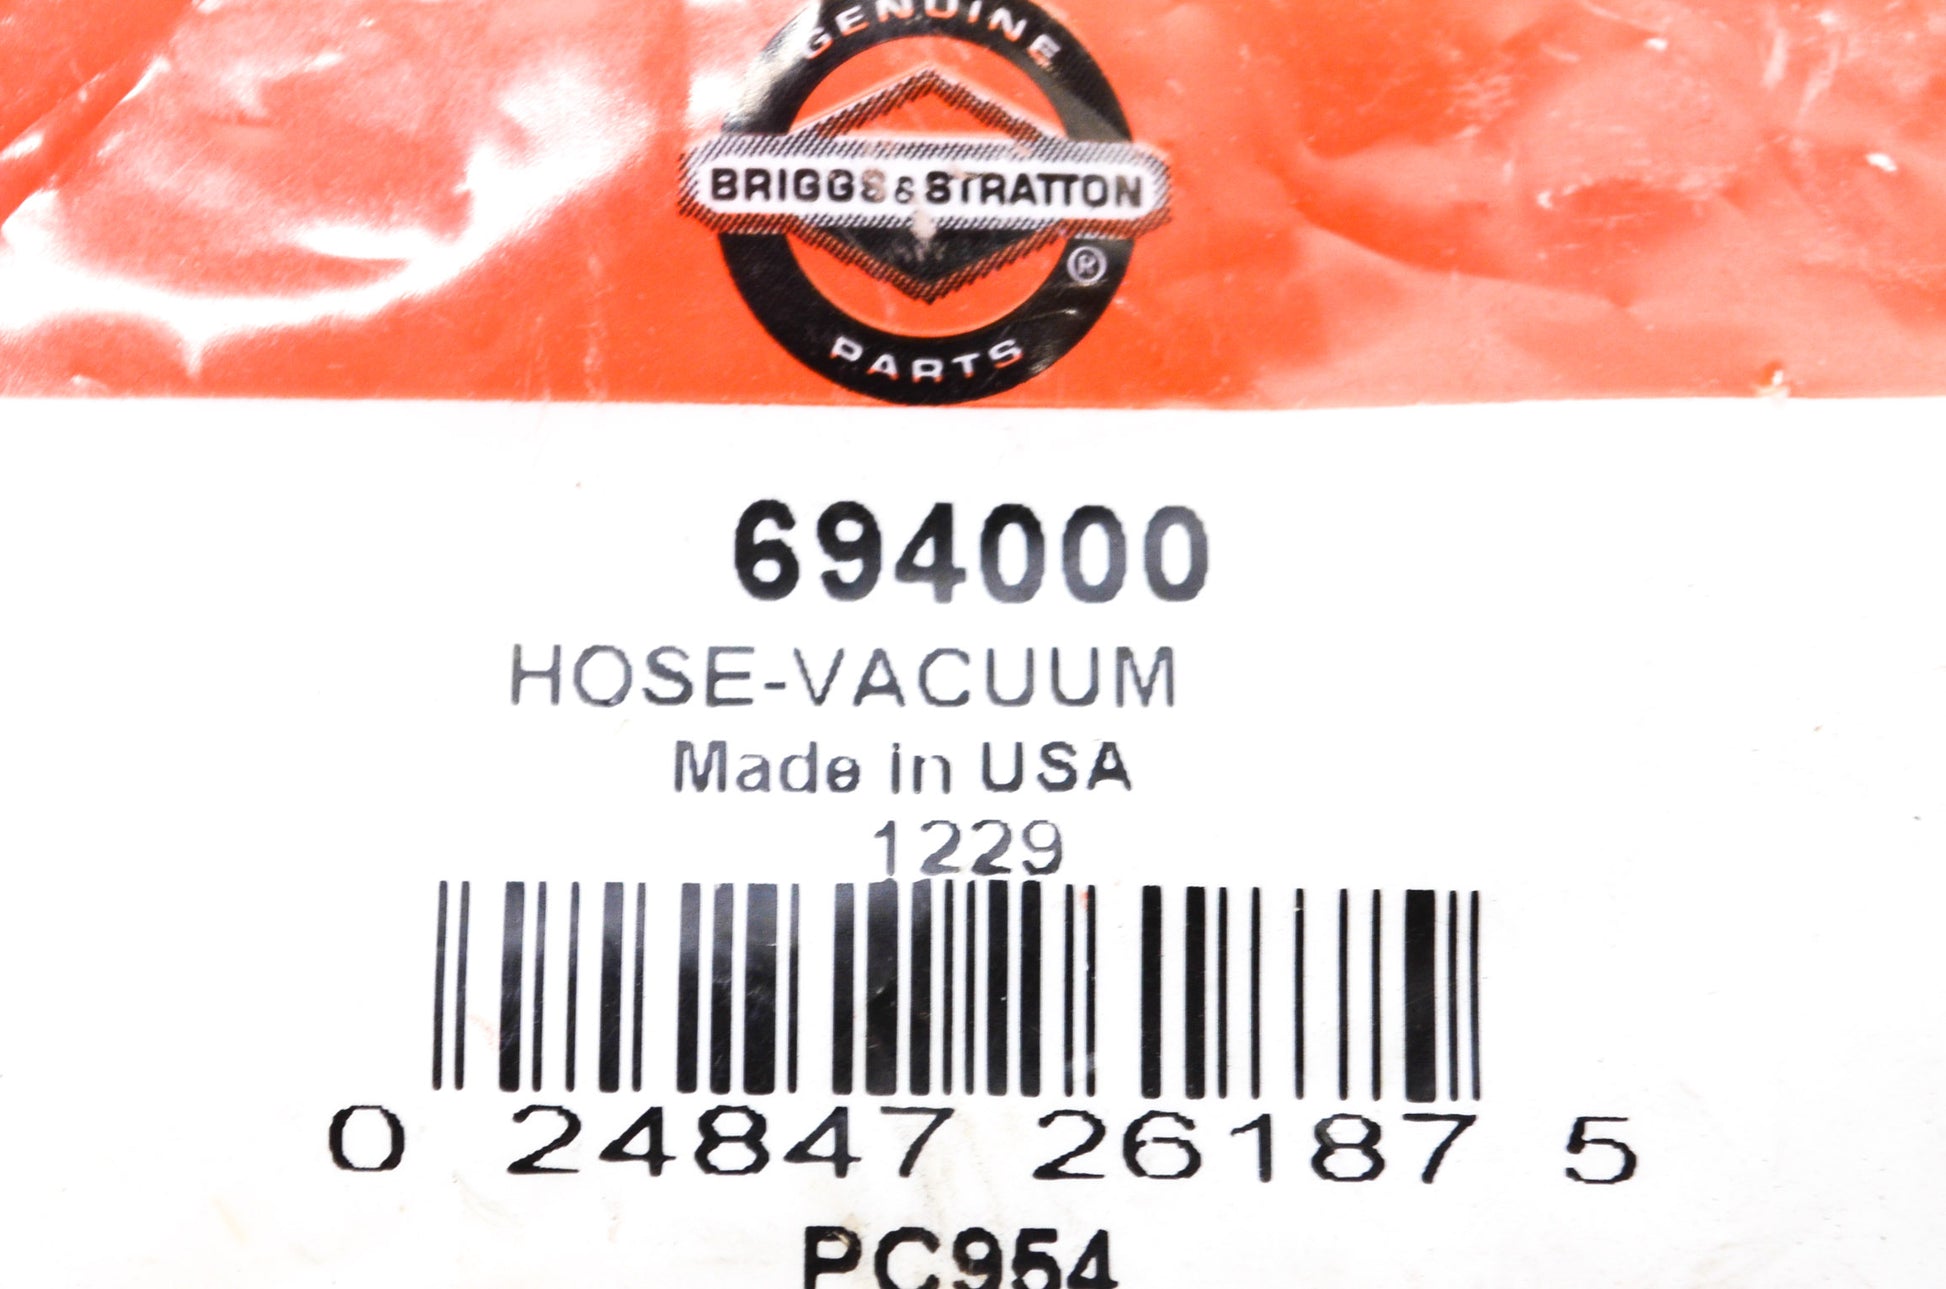 GENUINE
BRIGGS & STRATTON
®
PARTS
694000
HOSE-VACUUM
Made in USA
1229
0 24847 26187 5
PC954